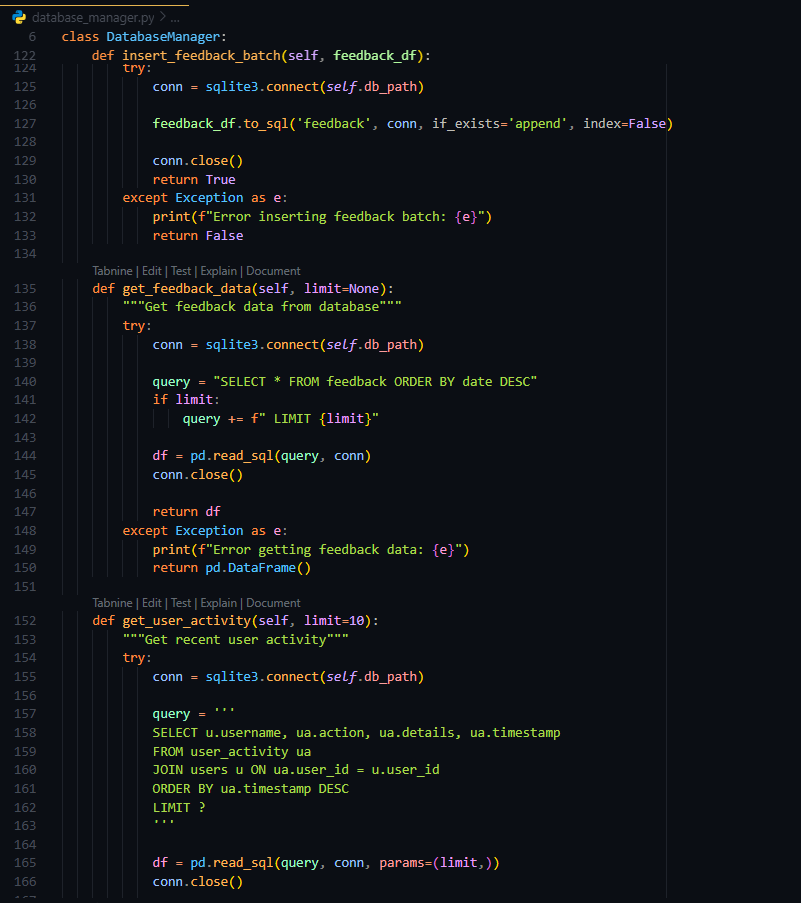 database_manager.py > ...
6 class DatabaseManager:
122 def insert_feedback_batch(self, feedback_df):
124 try:
125 conn = sqlite3.connect(self.db_path)
126
127 feedback_df.to_sql('feedback', conn, if_exists='append', index=False)
128
129 conn.close()
130 return True
131 except Exception as e:
132 print(f"Error inserting feedback batch: {e}")
133 return False
134
Tabnine | Edit | Test | Explain | Document
135 def get_feedback_data(self, limit=None):
136 """Get feedback data from database"""
137 try:
138 conn = sqlite3.connect(self.db_path)
139
140 query = "SELECT * FROM feedback ORDER BY date DESC"
141 if limit:
142 query += f" LIMIT {limit}"
143
144 df = pd.read_sql(query, conn)
145 conn.close()
146
147 return df
148 except Exception as e:
149 print(f"Error getting feedback data: {e}")
150 return pd.DataFrame()
151
Tabnine | Edit | Test | Explain | Document
152 def get_user_activity(self, limit=10):
153 """Get recent user activity"""
154 try:
155 conn = sqlite3.connect(self.db_path)
156
157 query = '''
158 SELECT u.username, ua.action, ua.details, ua.timestamp
159 FROM user_activity ua
160 JOIN users u ON ua.user_id = u.user_id
161 ORDER BY ua.timestamp DESC
162 LIMIT ?
163 '''
164
165 df = pd.read_sql(query, conn, params=(limit,))
166 conn.close()